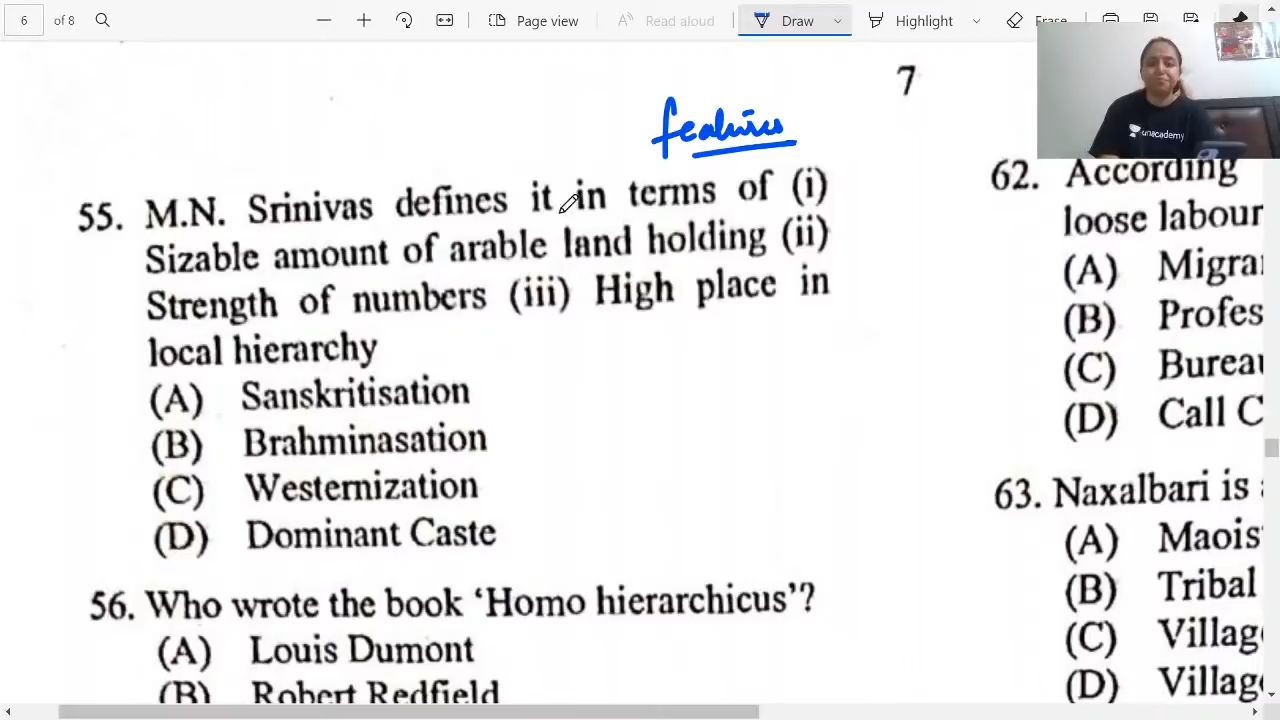 6 of 8 Page view Read aloud Draw Highlight Erase
7
features
unacademy
55. M.N. Srinivas defines it in terms of (i)
Sizable amount of arable land holding (ii)
Strength of numbers (iii) High place in
local hierarchy
(A) Sanskritisation
(B) Brahminasation
(C) Westernization
(D) Dominant Caste
56. Who wrote the book ‘Homo hierarchicus’?
(A) Louis Dumont
(B) Robert Redfield
62. According
loose labour
(A) Migra
(B) Profes
(C) Bureau
(D) Call C
63. Naxalbari is
(A) Maois
(B) Tribal
(C) Villag
(D) Villag